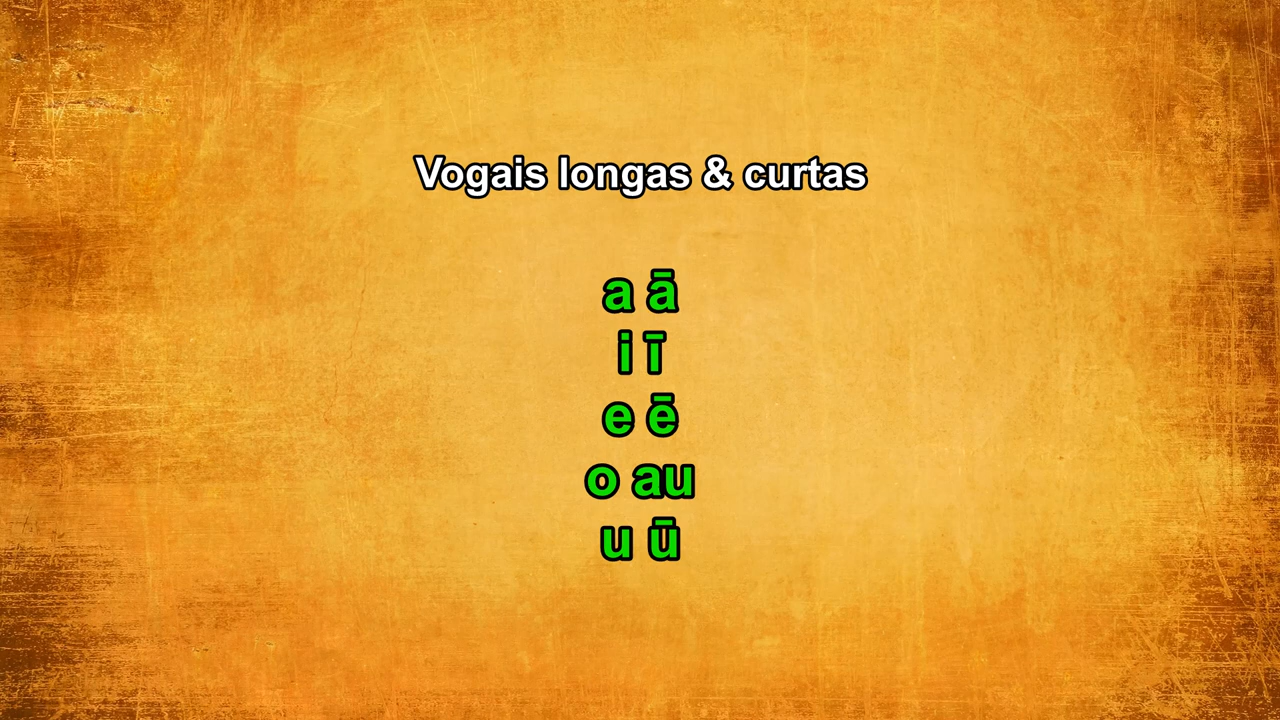 Vogais longas & curtas
a ā
i ī
e ē
o au
u ū